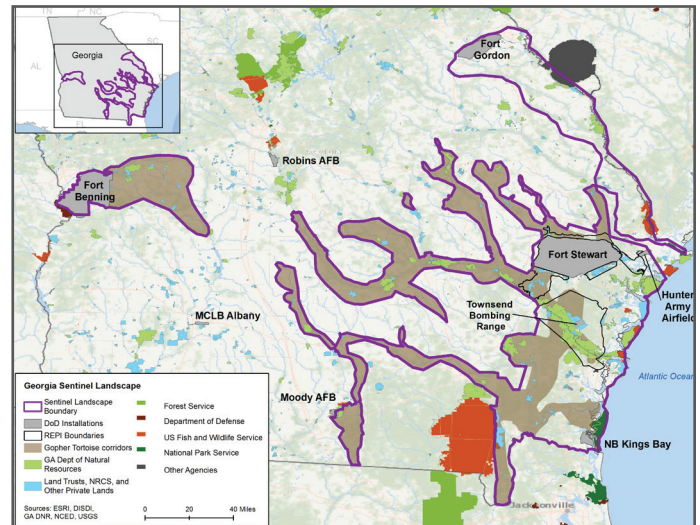 TN
NC
SC
Georgia
AL
FL
Fort
Gordon
Robins AFB
Fort
Benning
Fort Stewart
Hunter
Army
Airfield
Townsend
Bombing
Range
MCLB Albany
Atlantic Ocean
Moody AFB
NB Kings Bay
Jacksonville
Georgia Sentinel Landscape
Sentinel Landscape
Boundary
DoD Installations
REPI Boundaries
Gopher Tortoise corridors
GA Dept of Natural
Resources
Land Trusts, NRCS, and
Other Private Lands
Forest Service
Department of Defense
US Fish and Wildlife Service
National Park Service
Other Agencies
Sources: ESRI, DISDI,
GA DNR, NCED, USGS
0 20 40 Miles